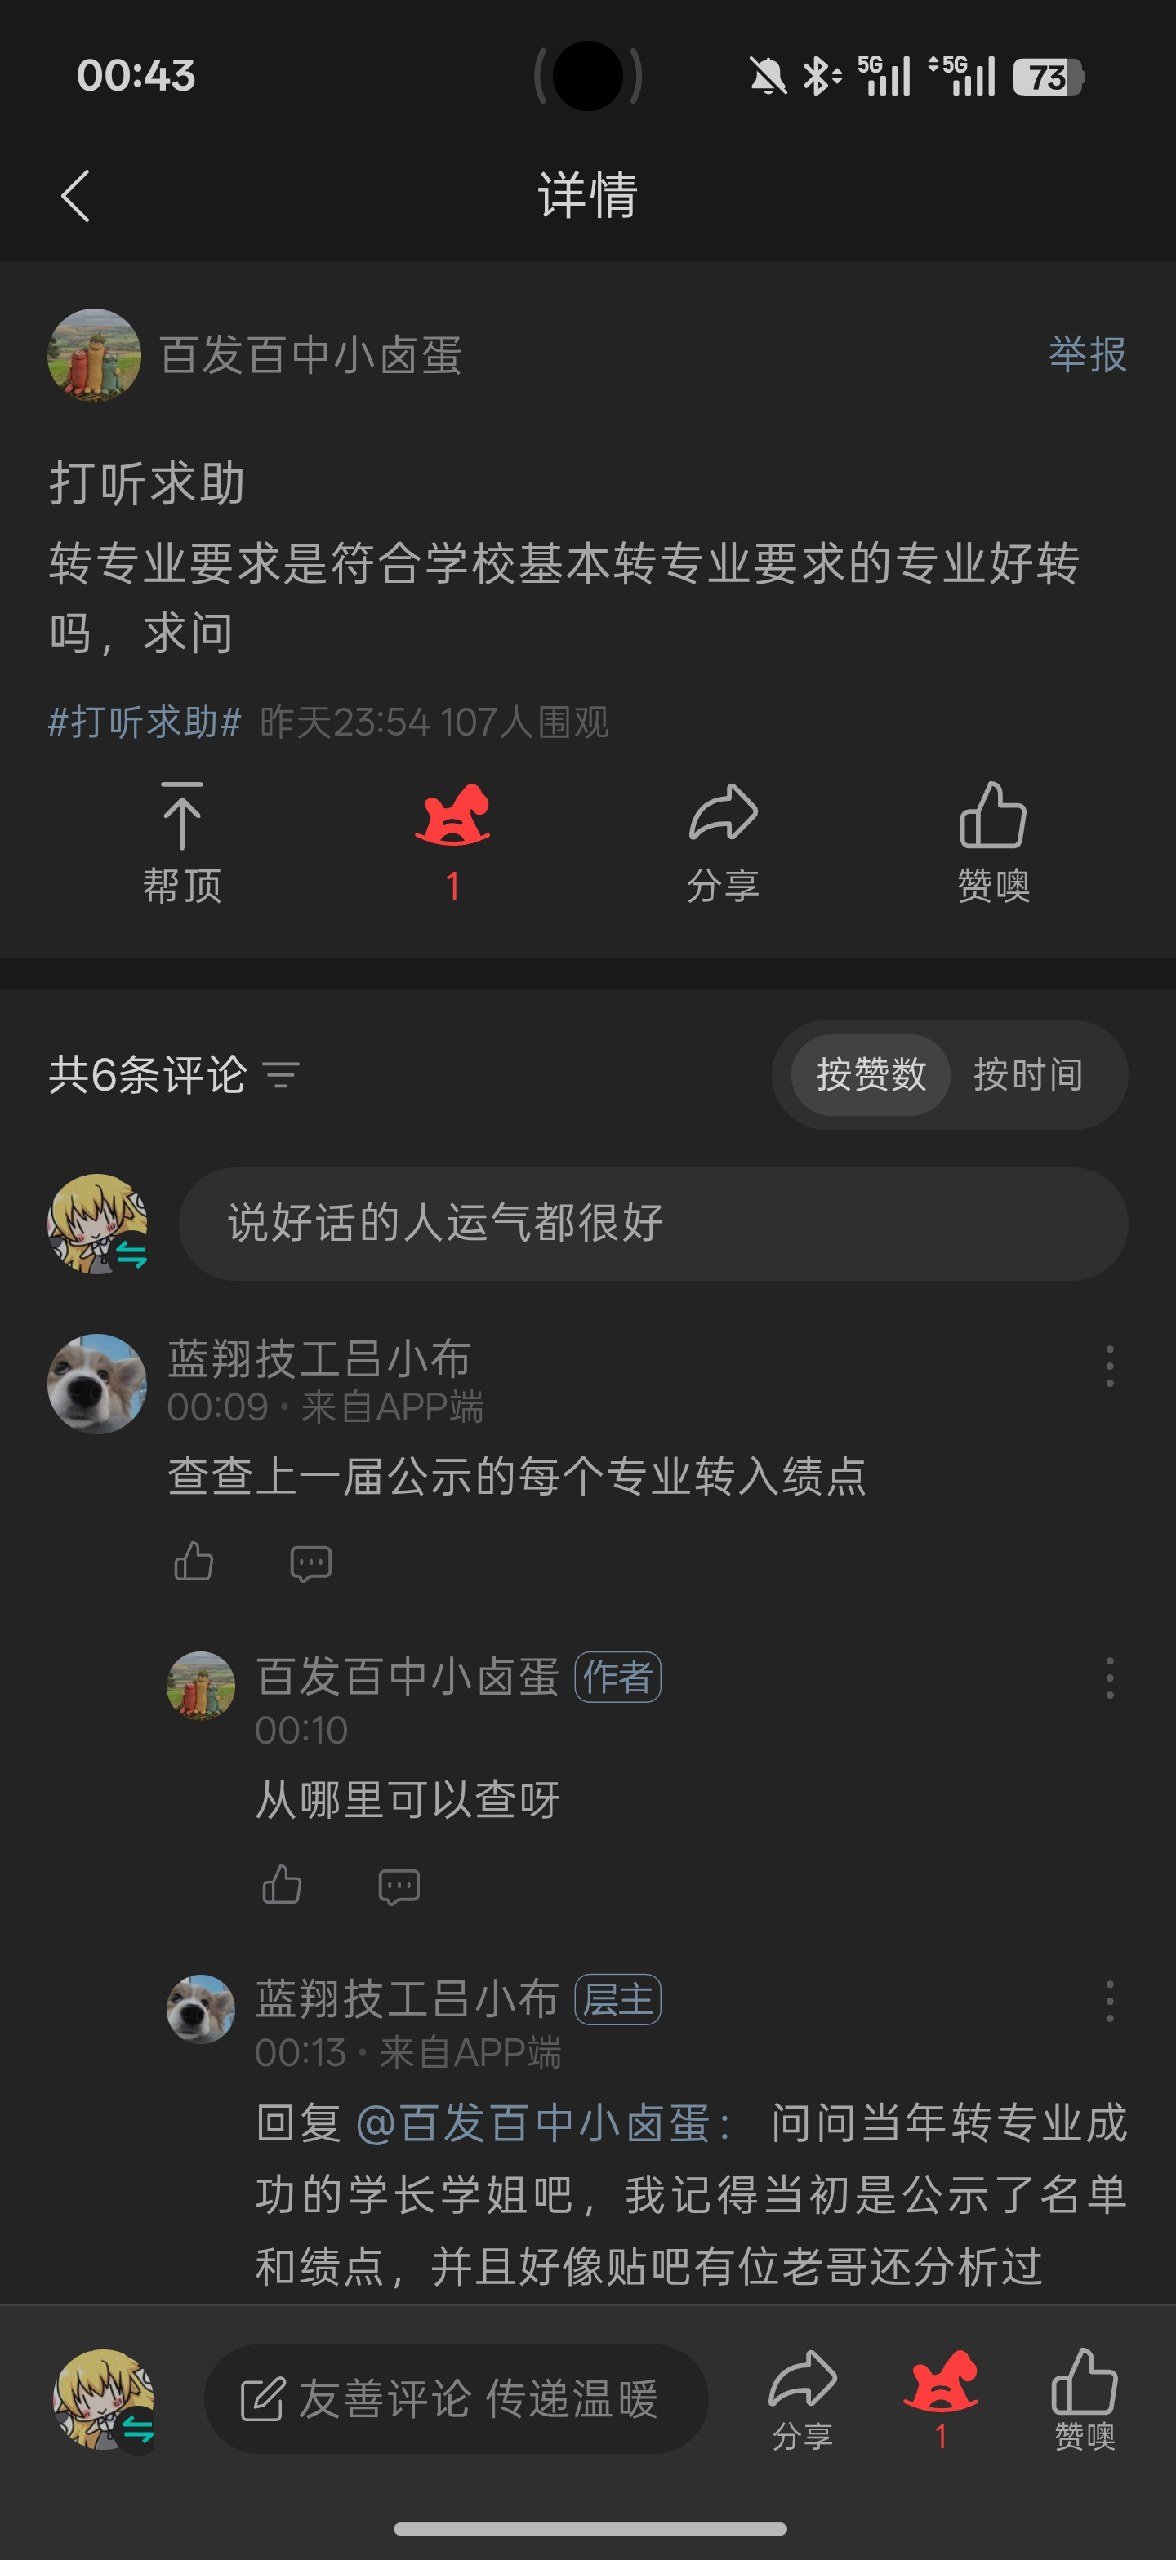 00:43
5G
5G
73
详情
百发百中小卤蛋
举报
打听求助
转专业要求是符合学校基本转专业要求的专业好转
吗，求问
#打听求助# 昨天23:54 107人围观
帮顶
1
分享
赞噢
共6条评论
按赞数
按时间
说好话的人运气都很好
蓝翔技工吕小布
00:09 · 来自APP端
查查上一届公示的每个专业转入绩点
百发百中小卤蛋 作者
00:10
从哪里可以查呀
蓝翔技工吕小布 层主
00:13 · 来自APP端
回复 @百发百中小卤蛋： 问问当年转专业成
功的学长学姐吧，我记得当初是公示了名单
和绩点，并且好像贴吧有位老哥还分析过
友善评论 传递温暖
分享
1
赞噢